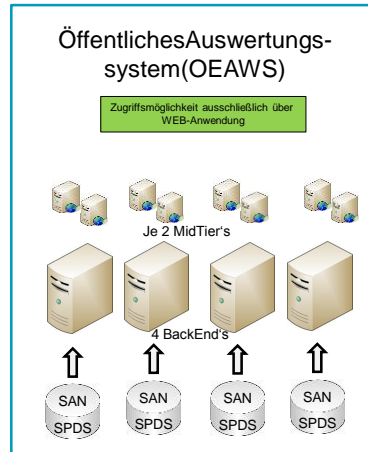 ÖffentlichesAuswertungs-
system(OEAWS)
Zugriffsmöglichkeit ausschließlich über
WEB-Anwendung
Je 2 MidTier's
4 BackEnd's
SAN SAN SAN SAN
SPDS SPDS SPDS SPDS